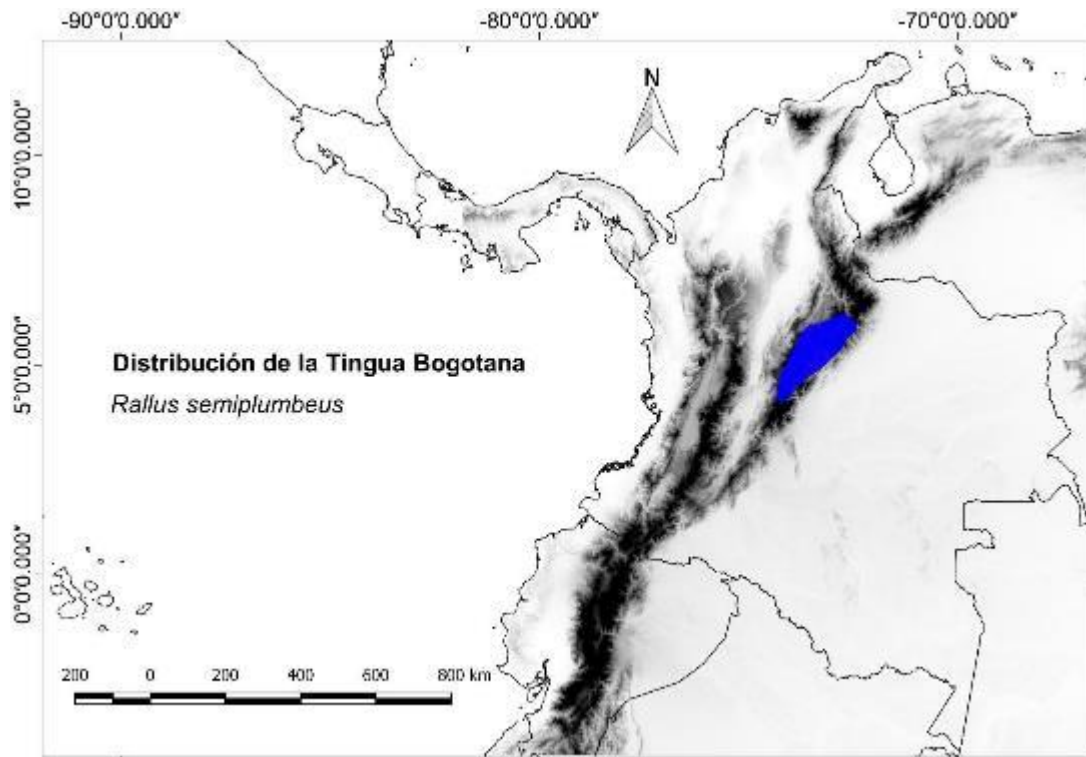 -90°0'0.000″ -80°0'0.000″ -70°0'0.000″
N
10°0'0.000″
Distribución de la Tingua Bogotana
5°0'0.000″
Rallus semiplumbeus
0°0'0.000″
200 0 200 400 600 800 km